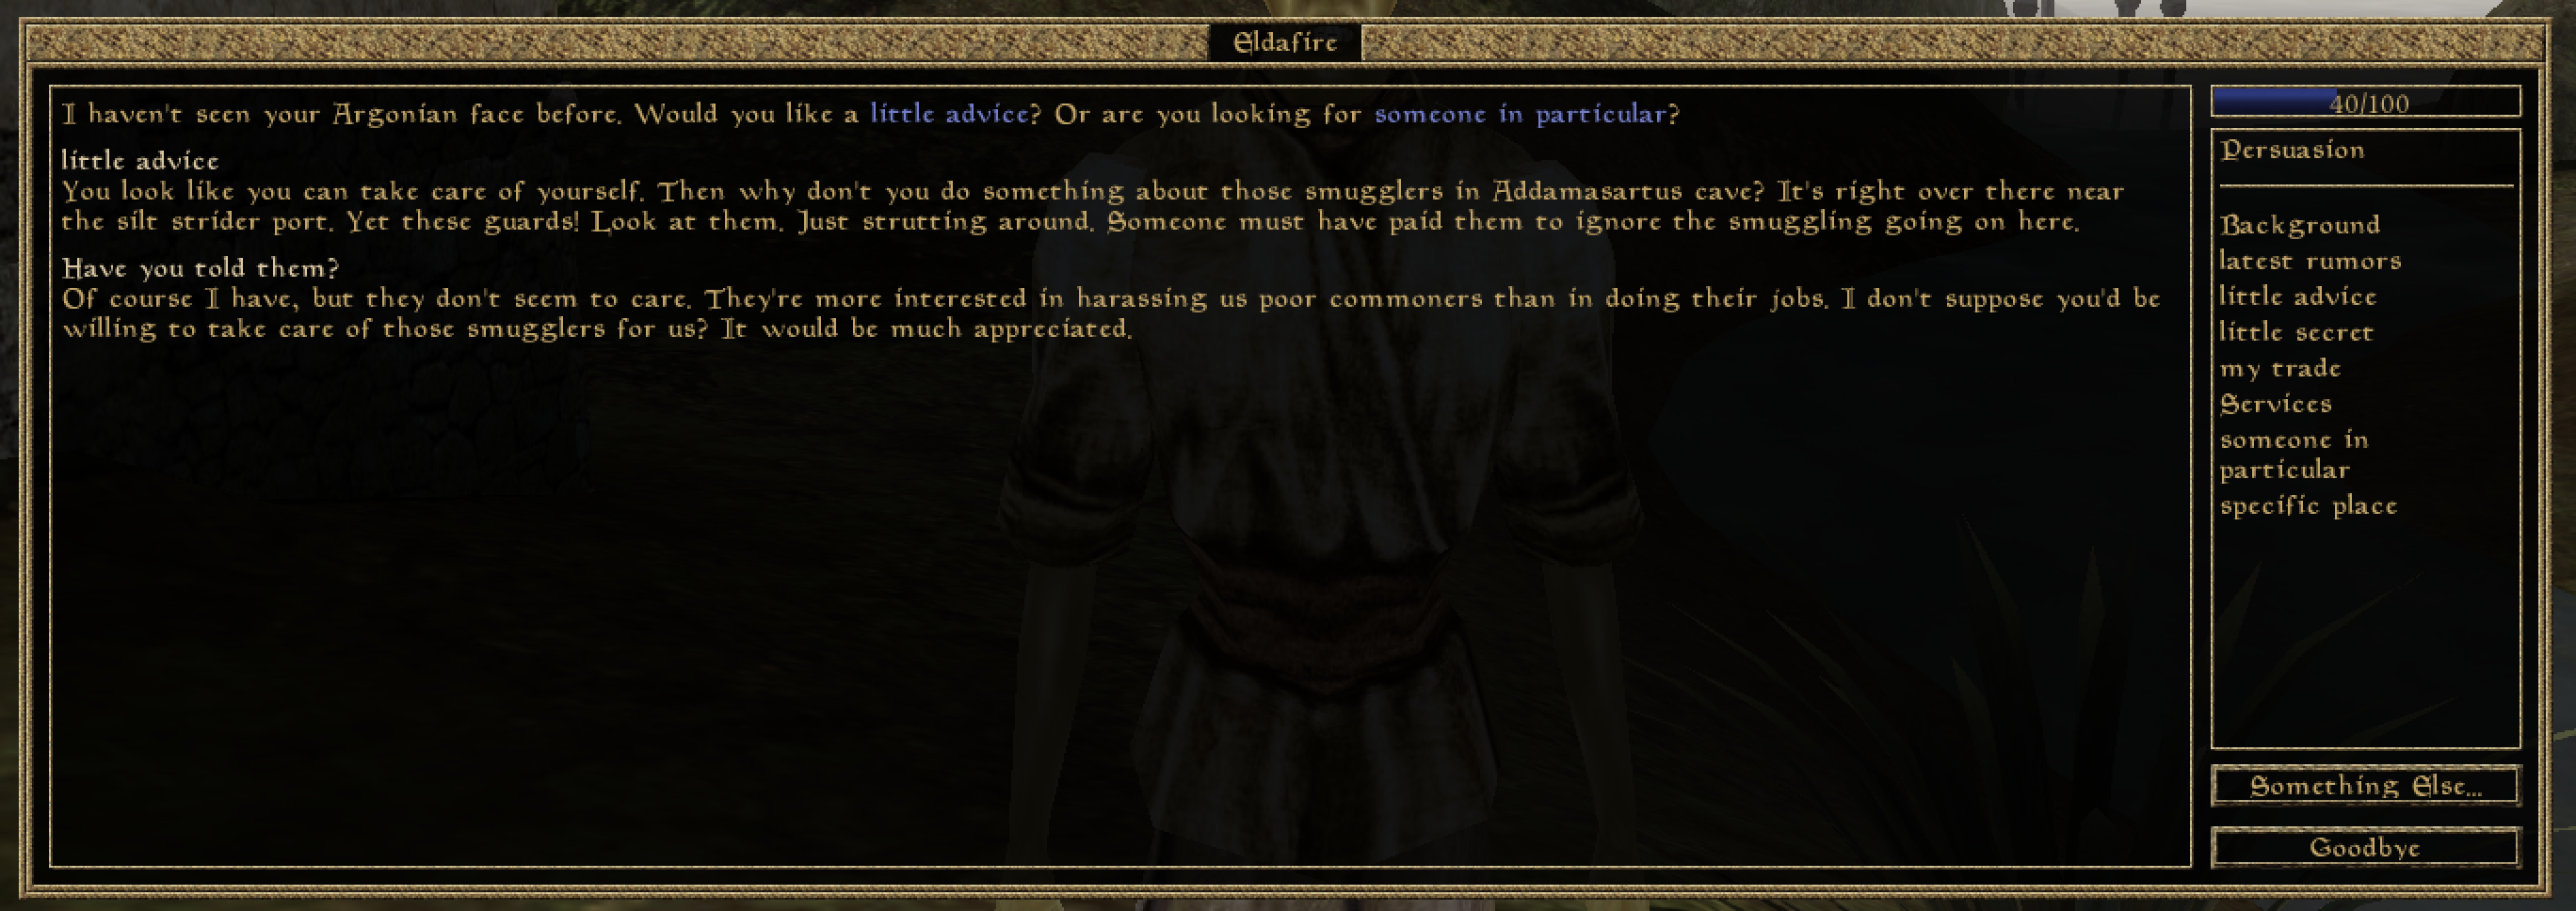 Eldafire
I haven't seen your Argonian face before. Would you like a little advice? Or are you looking for someone in particular?
little advice
You look like you can take care of yourself. Then why don't you do something about those smugglers in Addamasartus cave? It's right over there near
the silt strider port. Yet these guards! Look at them. Just strutting around. Someone must have paid them to ignore the smuggling going on here.
Have you told them?
Of course I have, but they don't seem to care. They're more interested in harassing us poor commoners than in doing their jobs. I don't suppose you'd be
willing to take care of those smugglers for us? It would be much appreciated.
40/100
Persuasion
Background
latest rumors
little advice
little secret
my trade
Services
someone in
particular
specific place
Something Else...
Goodbye